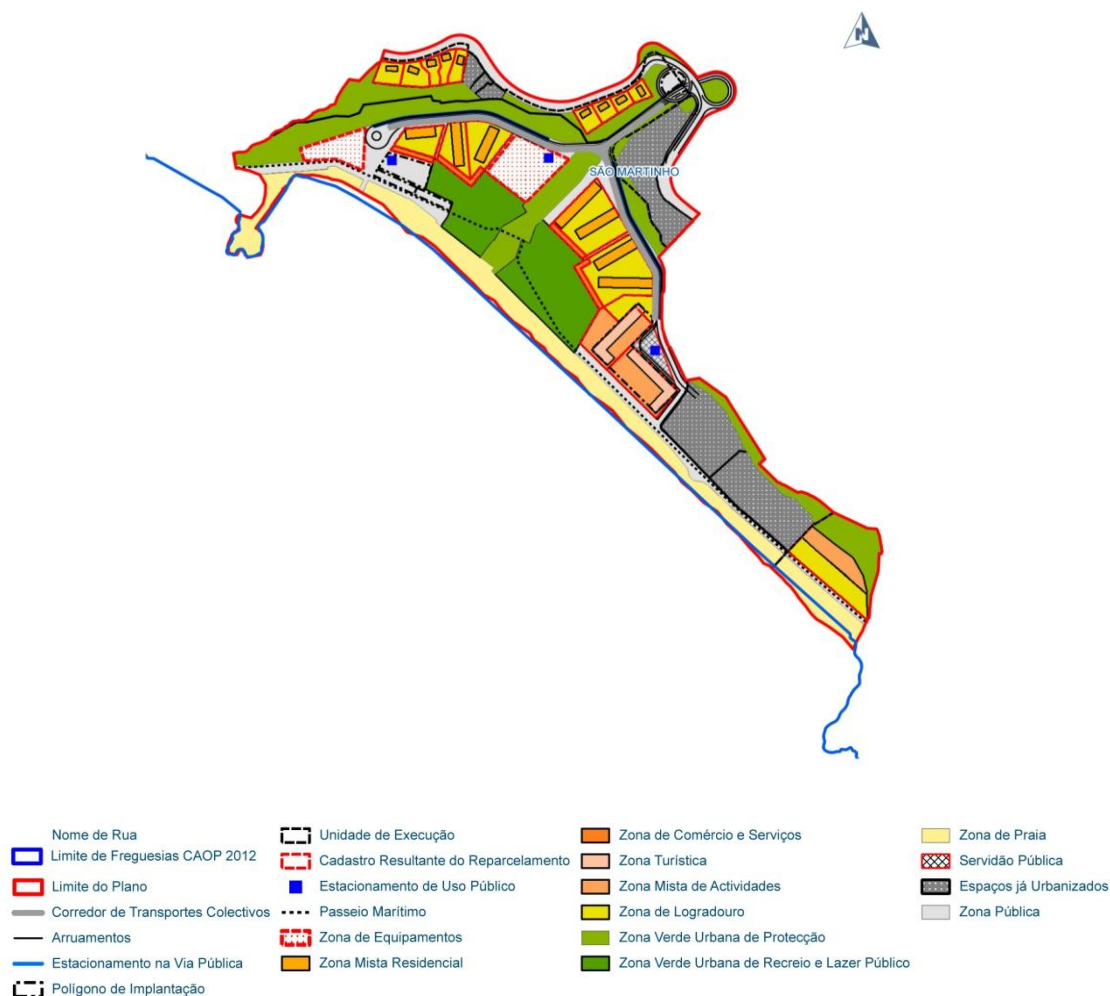 N
SÃO MARTINHO
Nome de Rua
Limite de Freguesias CAOP 2012
Limite do Plano
Corredor de Transportes Colectivos
Arruamentos
Estacionamento na Via Pública
Polígono de Implantação
Unidade de Execução
Cadastro Resultante do Reparcelamento
Estacionamento de Uso Público
Passeio Marítimo
Zona de Equipamentos
Zona Mista Residencial
Zona de Comércio e Serviços
Zona Turística
Zona Mista de Actividades
Zona de Logradouro
Zona Verde Urbana de Protecção
Zona Verde Urbana de Recreio e Lazer Público
Zona de Praia
Servidão Pública
Espaços já Urbanizados
Zona Pública